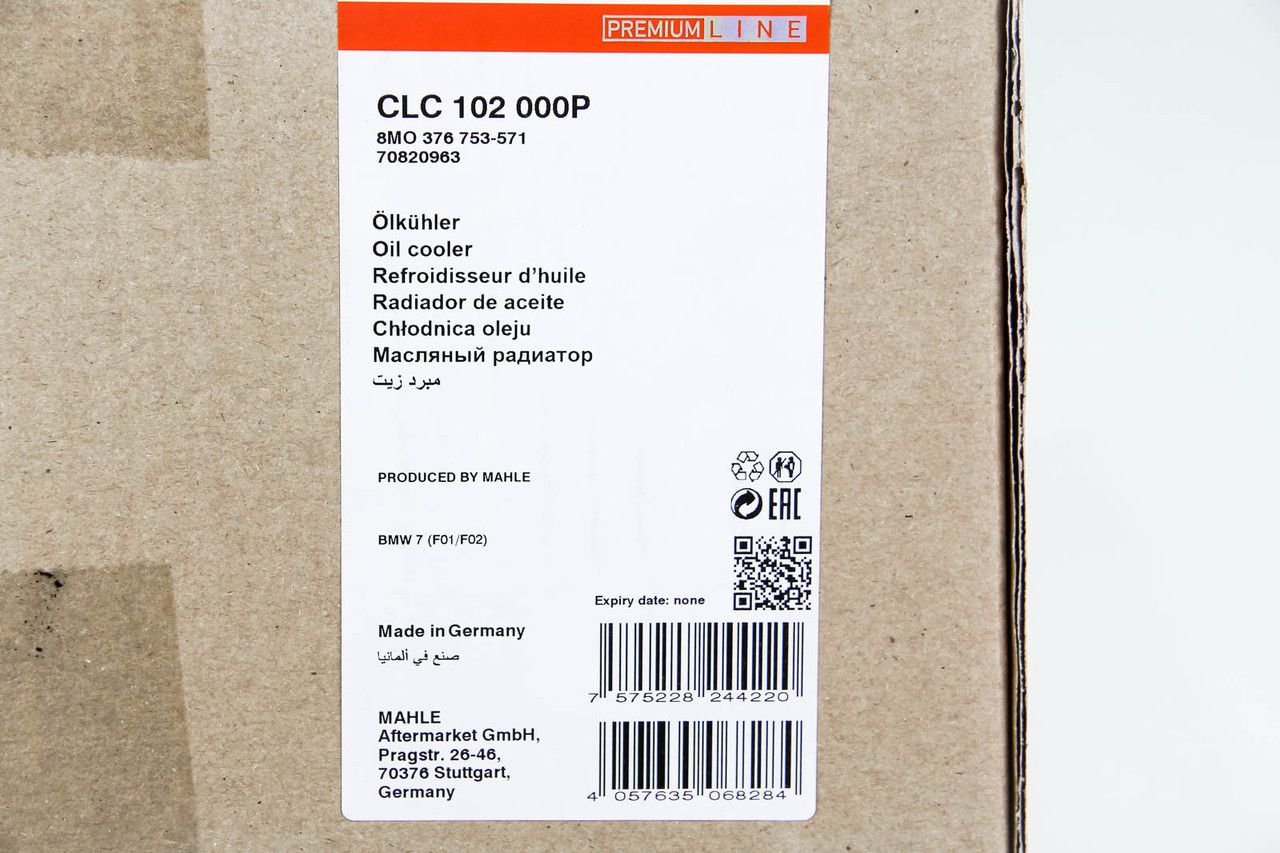 PREMIUM LINE
CLC 102 000P
8MO 376 753-571
70820963
Ölkühler
Oil cooler
Refroidisseur d’huile
Radiador de aceite
Chłodnica oleju
Масляный радиатор
مبرد زيت
PRODUCED BY MAHLE
EAC
BMW 7 (F01/F02)
Expiry date: none
Made in Germany
صنع في ألمانيا
7 575228 244220
MAHLE
Aftermarket GmbH,
Pragstr. 26-46,
70376 Stuttgart,
Germany
4 057635 068284